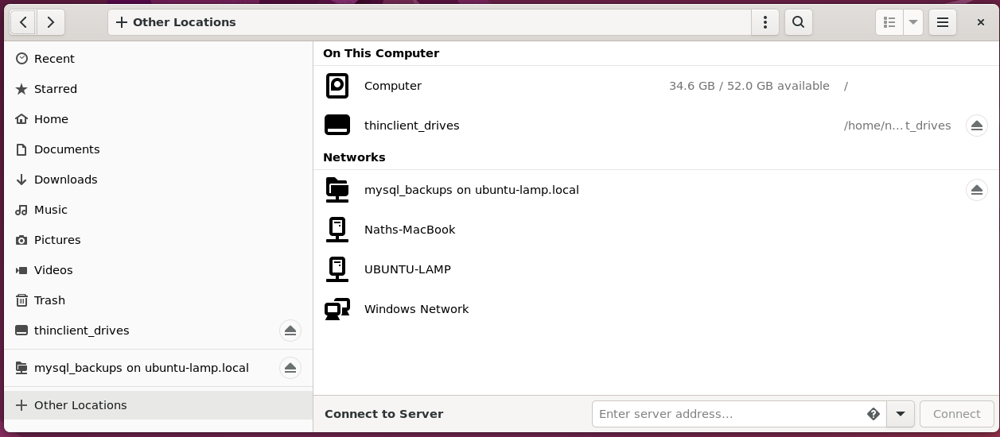 Other Locations
Recent
Starred
Home
Documents
Downloads
Music
Pictures
Videos
Trash
thinclient_drives
mysql_backups on ubuntu-lamp.local
Other Locations
On This Computer
Computer 34.6 GB / 52.0 GB available /
thinclient_drives /home/n…t_drives
Networks
mysql_backups on ubuntu-lamp.local
Naths-MacBook
UBUNTU-LAMP
Windows Network
Connect to Server Enter server address… Connect